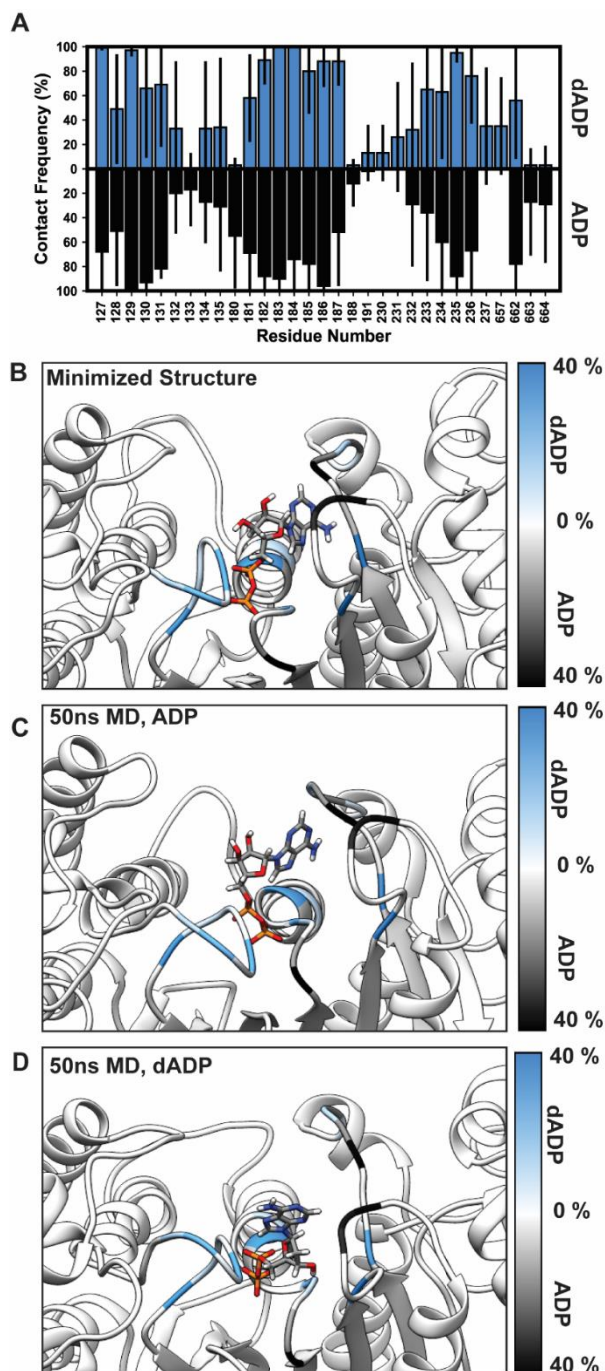 A
Contact Frequency (%)
100
80
60
40
20
0
20
40
60
80
100
dADP
ADP
127 128 129 130 131 132 133 134 135 180 181 182 183 184 185 186 187 188 191 230 231 232 233 234 235 236 237 657 662 663 664
Residue Number
B
Minimized Structure
40 %
dADP
0 %
ADP
40 %
C
50ns MD, ADP
40 %
dADP
0 %
ADP
40 %
D
50ns MD, dADP
40 %
dADP
0 %
ADP
40 %